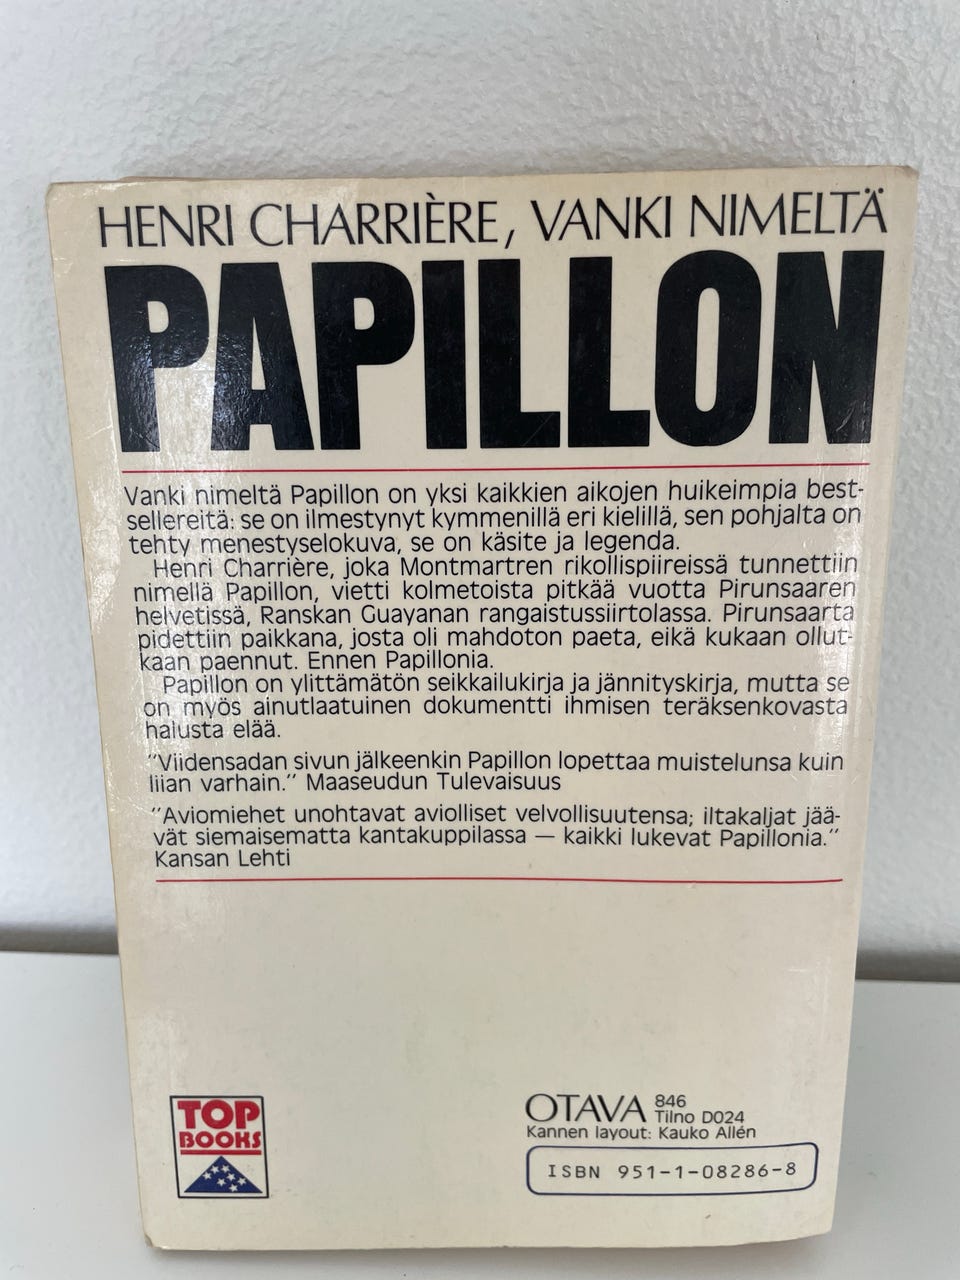 HENRI CHARRIÈRE, VANKI NIMELTÄ
PAPILLON
Vanki nimeltä Papillon on yksi kaikkien aikojen huikeimpia best-
sellereitä: se on ilmestynyt kymmenillä eri kielillä, sen pohjalta on
tehty menestyselokuva, se on käsite ja legenda.
Henri Charrière, joka Montmartren rikollispiireissä tunnettiin
nimellä Papillon, vietti kolmetoista pitkää vuotta Pirunsaaren
helvetissä, Ranskan Guayanan rangaistussiirtolassa. Pirunsaarta
pidettiin paikkana, josta oli mahdoton paeta, eikä kukaan ollut-
kaan paennut. Ennen Papillonia.
Papillon on ylittämätön seikkailukirja ja jännityskirja, mutta se
on myös ainutlaatuinen dokumentti ihmisen teräksenkovasta
halusta elää.
"Viidensadan sivun jälkeenkin Papillon lopettaa muistelunsa kuin
liian varhain." Maaseudun Tulevaisuus
"Aviomiehet unohtavat aviolliset velvollisuutensa; iltakaljat jää-
vät siemaisematta kantakuppilassa — kaikki lukevat Papillonia."
Kansan Lehti
TOP
BOOKS
OTAVA 846
Tilno D024
Kannen layout: Kauko Allén
ISBN 951-1-08286-8